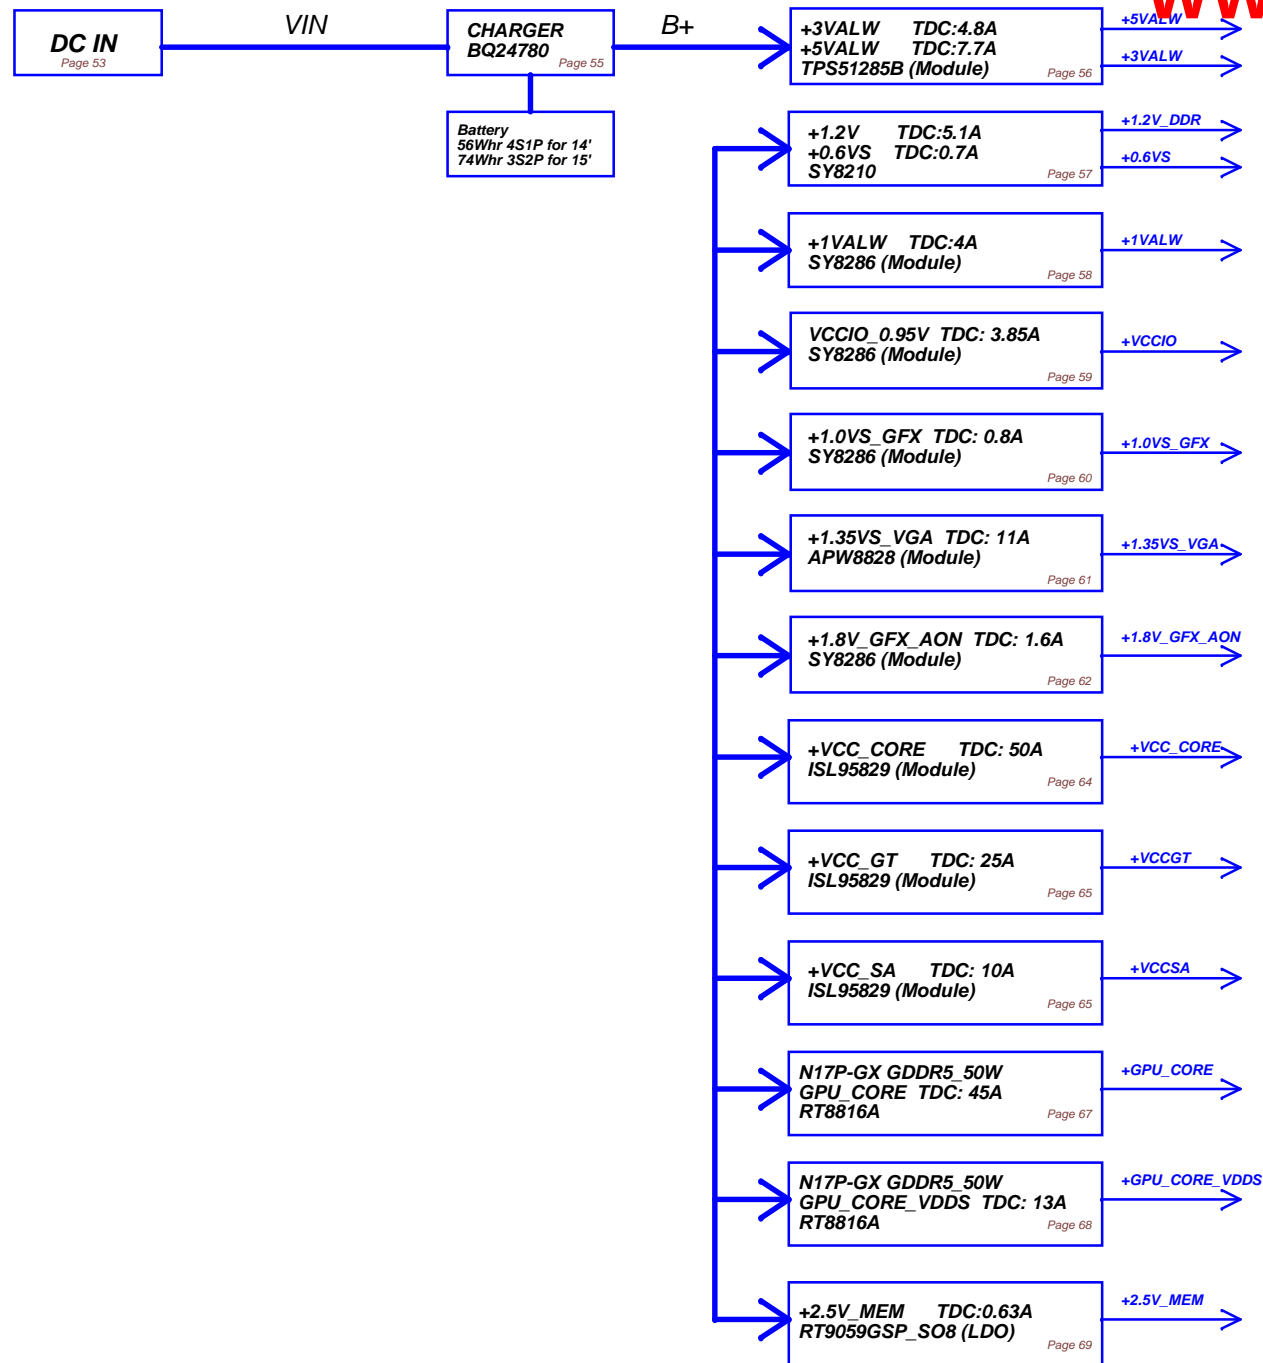 DC IN
Page 53
VIN
CHARGER
BQ24780
Page 55
B+
Battery
56Whr 4S1P for 14'
74Whr 3S2P for 15'
+3VALW TDC:4.8A
+5VALW TDC:7.7A
TPS51285B (Module)
Page 56
+5VALW
+3VALW
+1.2V TDC:5.1A
+0.6VS TDC:0.7A
SY8210
Page 57
+1.2V_DDR
+0.6VS
+1VALW TDC:4A
SY8286 (Module)
Page 58
+1VALW
VCCIO_0.95V TDC: 3.85A
SY8286 (Module)
Page 59
+VCCIO
+1.0VS_GFX TDC: 0.8A
SY8286 (Module)
Page 60
+1.0VS_GFX
+1.35VS_VGA TDC: 11A
APW8828 (Module)
Page 61
+1.35VS_VGA
+1.8V_GFX_AON TDC: 1.6A
SY8286 (Module)
Page 62
+1.8V_GFX_AON
+VCC_CORE TDC: 50A
ISL95829 (Module)
Page 64
+VCC_CORE
+VCC_GT TDC: 25A
ISL95829 (Module)
Page 65
+VCCGT
+VCC_SA TDC: 10A
ISL95829 (Module)
Page 65
+VCCSA
N17P-GX GDDR5_50W
GPU_CORE TDC: 45A
RT8816A
Page 67
+GPU_CORE
N17P-GX GDDR5_50W
GPU_CORE_VDDS TDC: 13A
RT8816A
Page 68
+GPU_CORE_VDDS
+2.5V_MEM TDC:0.63A
RT9059GSP_SO8 (LDO)
Page 69
+2.5V_MEM